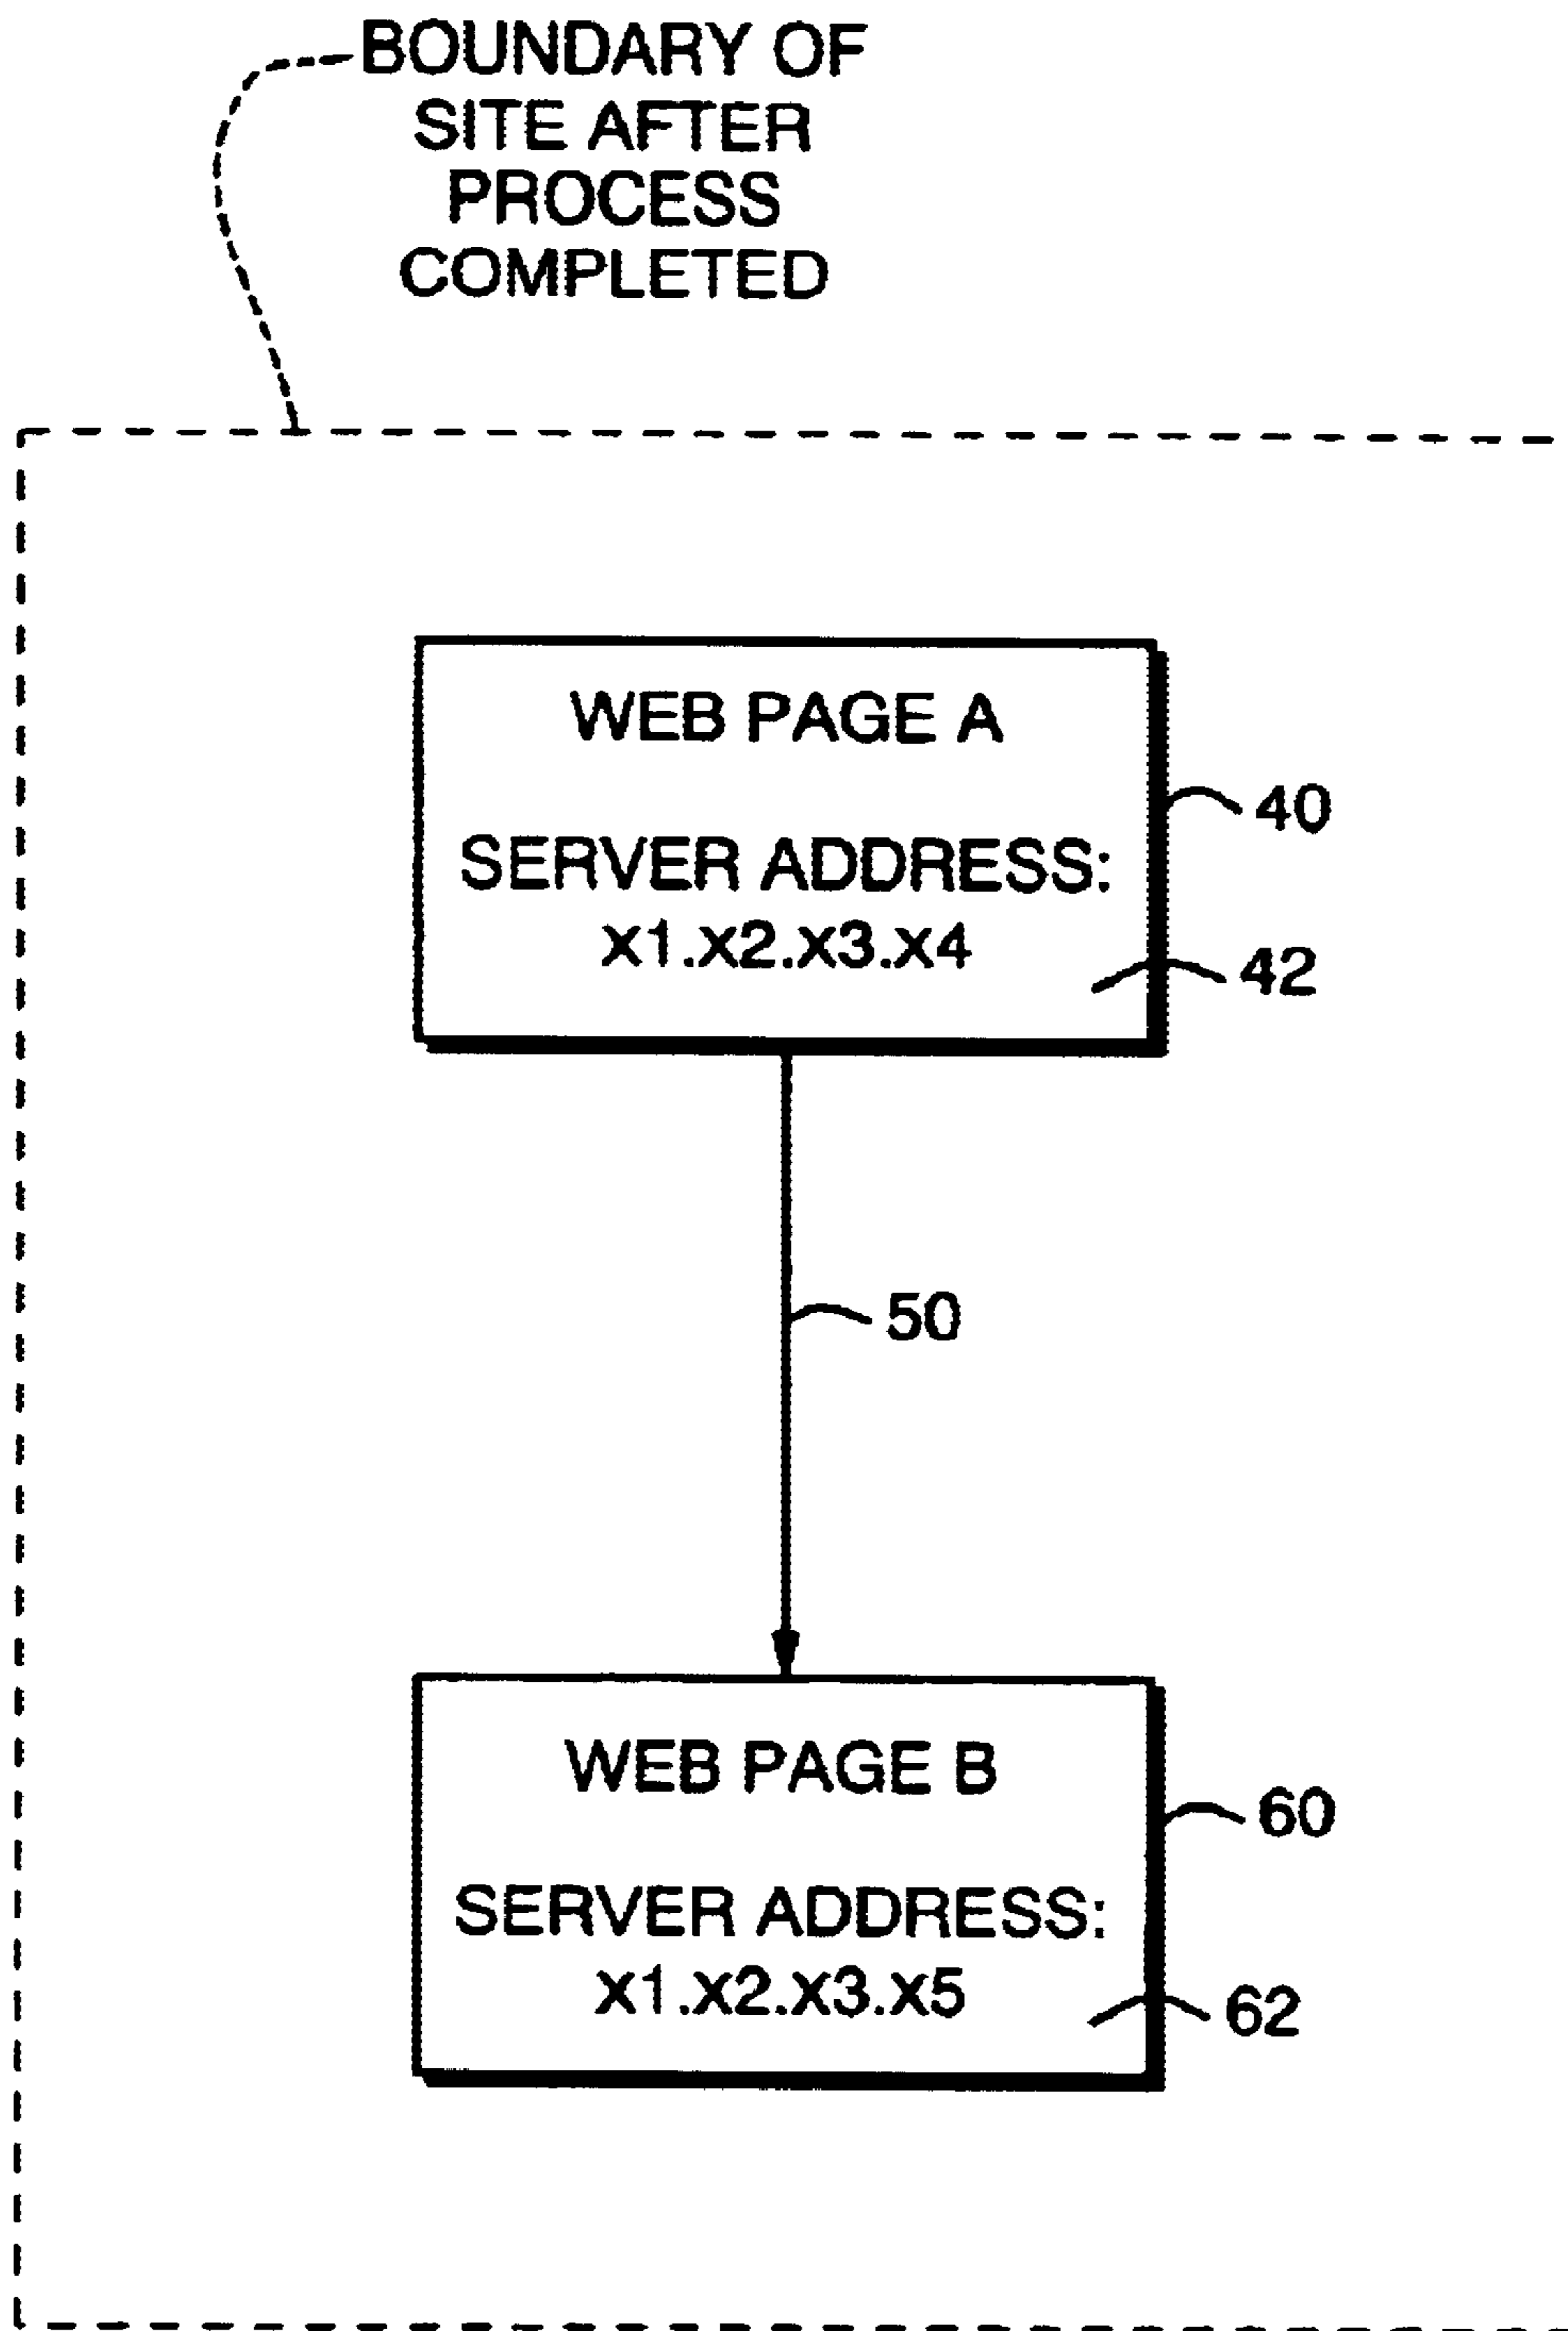 BOUNDARY OF
SITE AFTER
PROCESS
COMPLETED
WEB PAGE A
40
SERVER ADDRESS:
X1.X2.X3.X4
42
50
WEB PAGE B
60
SERVER ADDRESS:
X1.X2.X3.X5
62